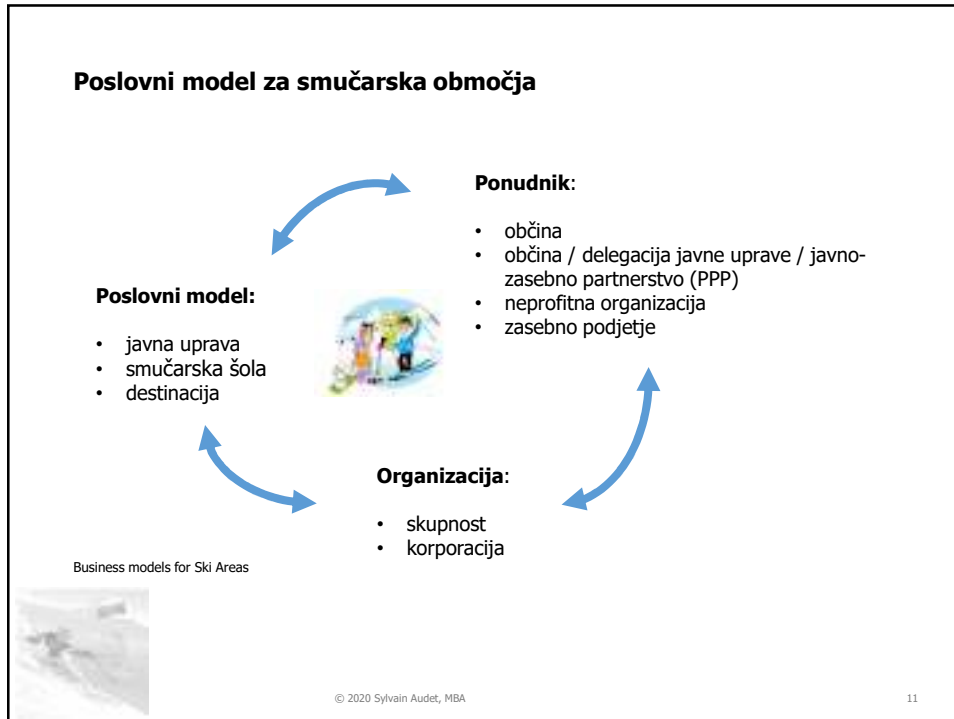 Poslovni model za smučarska območja
Ponudnik:
• občina
• občina / delegacija javne uprave / javno-
zasebno partnerstvo (PPP)
• neprofitna organizacija
• zasebno podjetje
Poslovni model:
• javna uprava
• smučarska šola
• destinacija
Organizacija:
• skupnost
• korporacija
Business models for Ski Areas
© 2020 Sylvain Audet, MBA
11